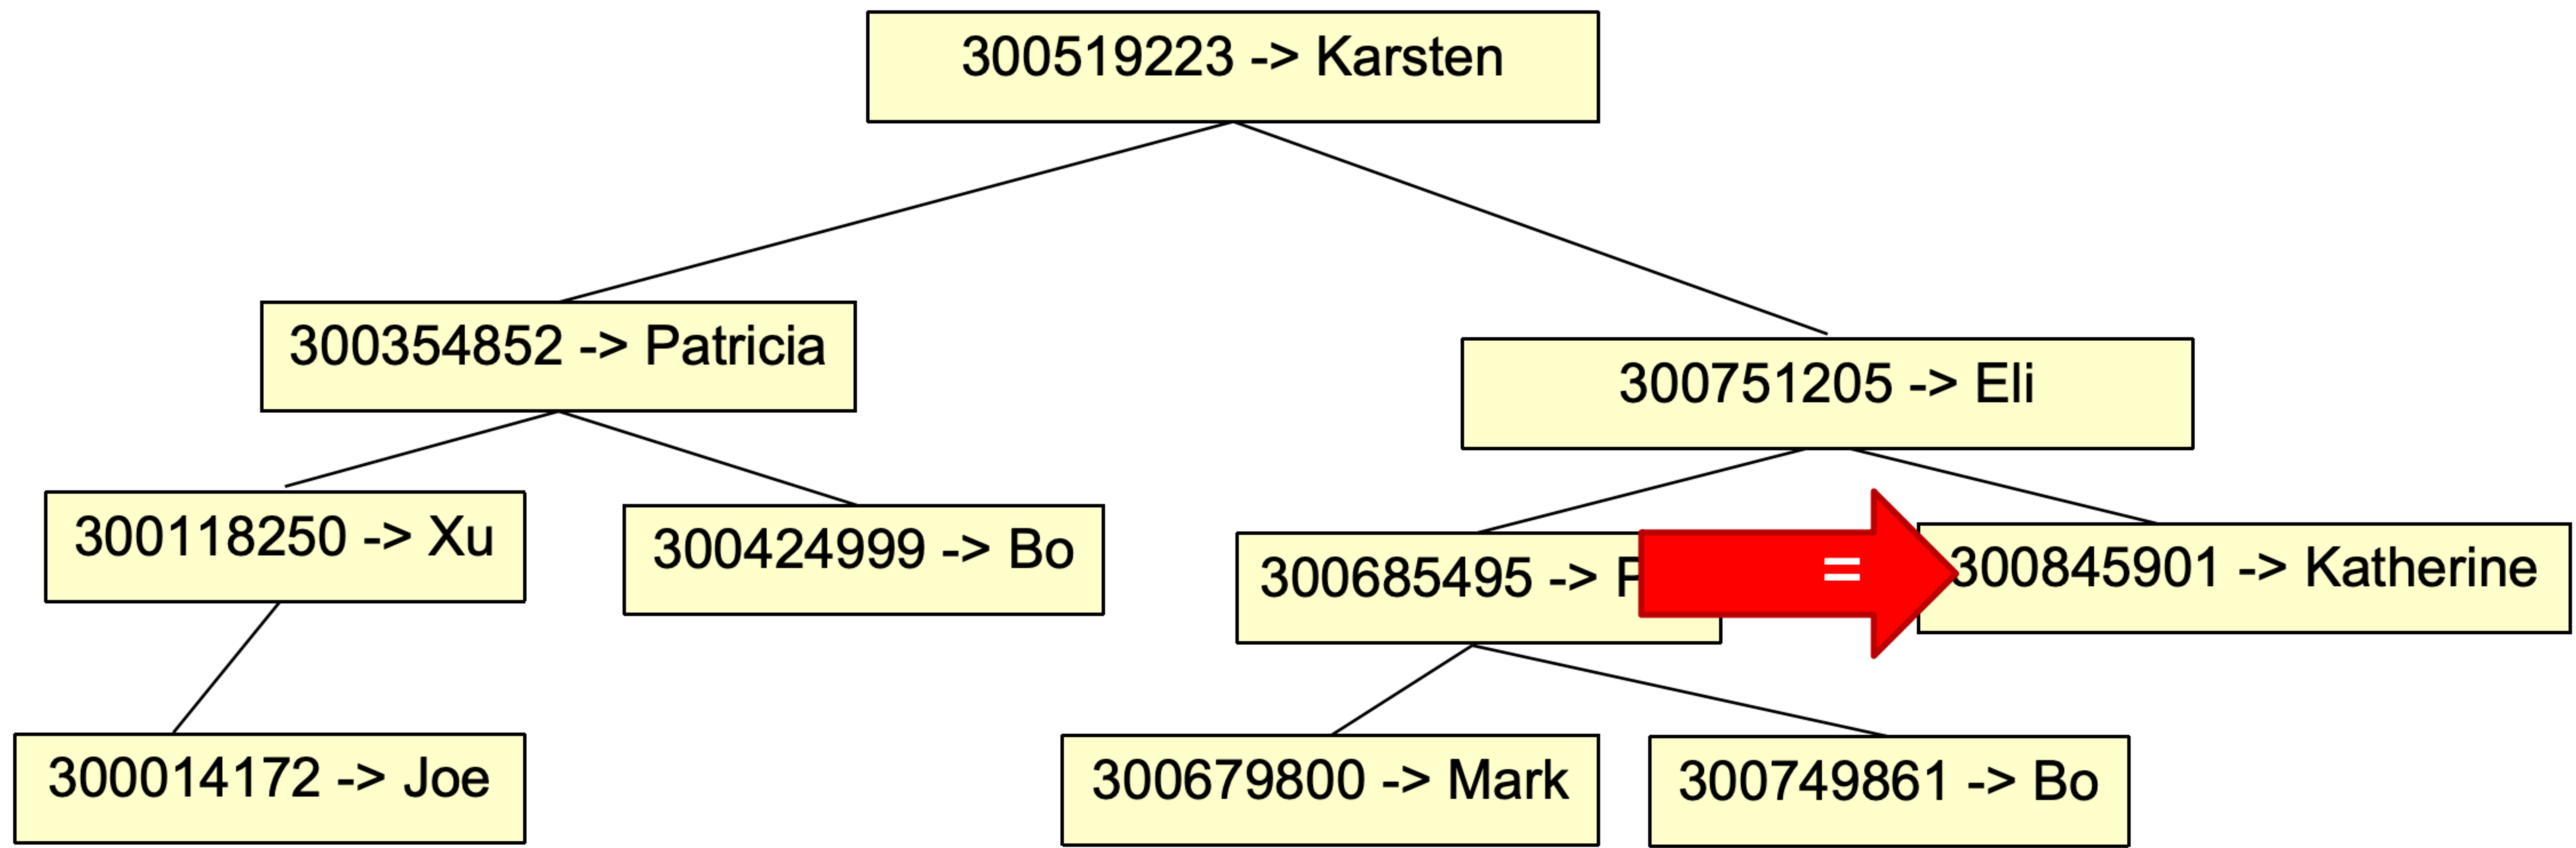 300519223 -> Karsten
300354852 -> Patricia
300751205 -> Eli
300118250 -> Xu
300424999 -> Bo
300685495 ->
=
300845901 -> Katherine
300014172 -> Joe
300679800 -> Mark
300749861 -> Bo